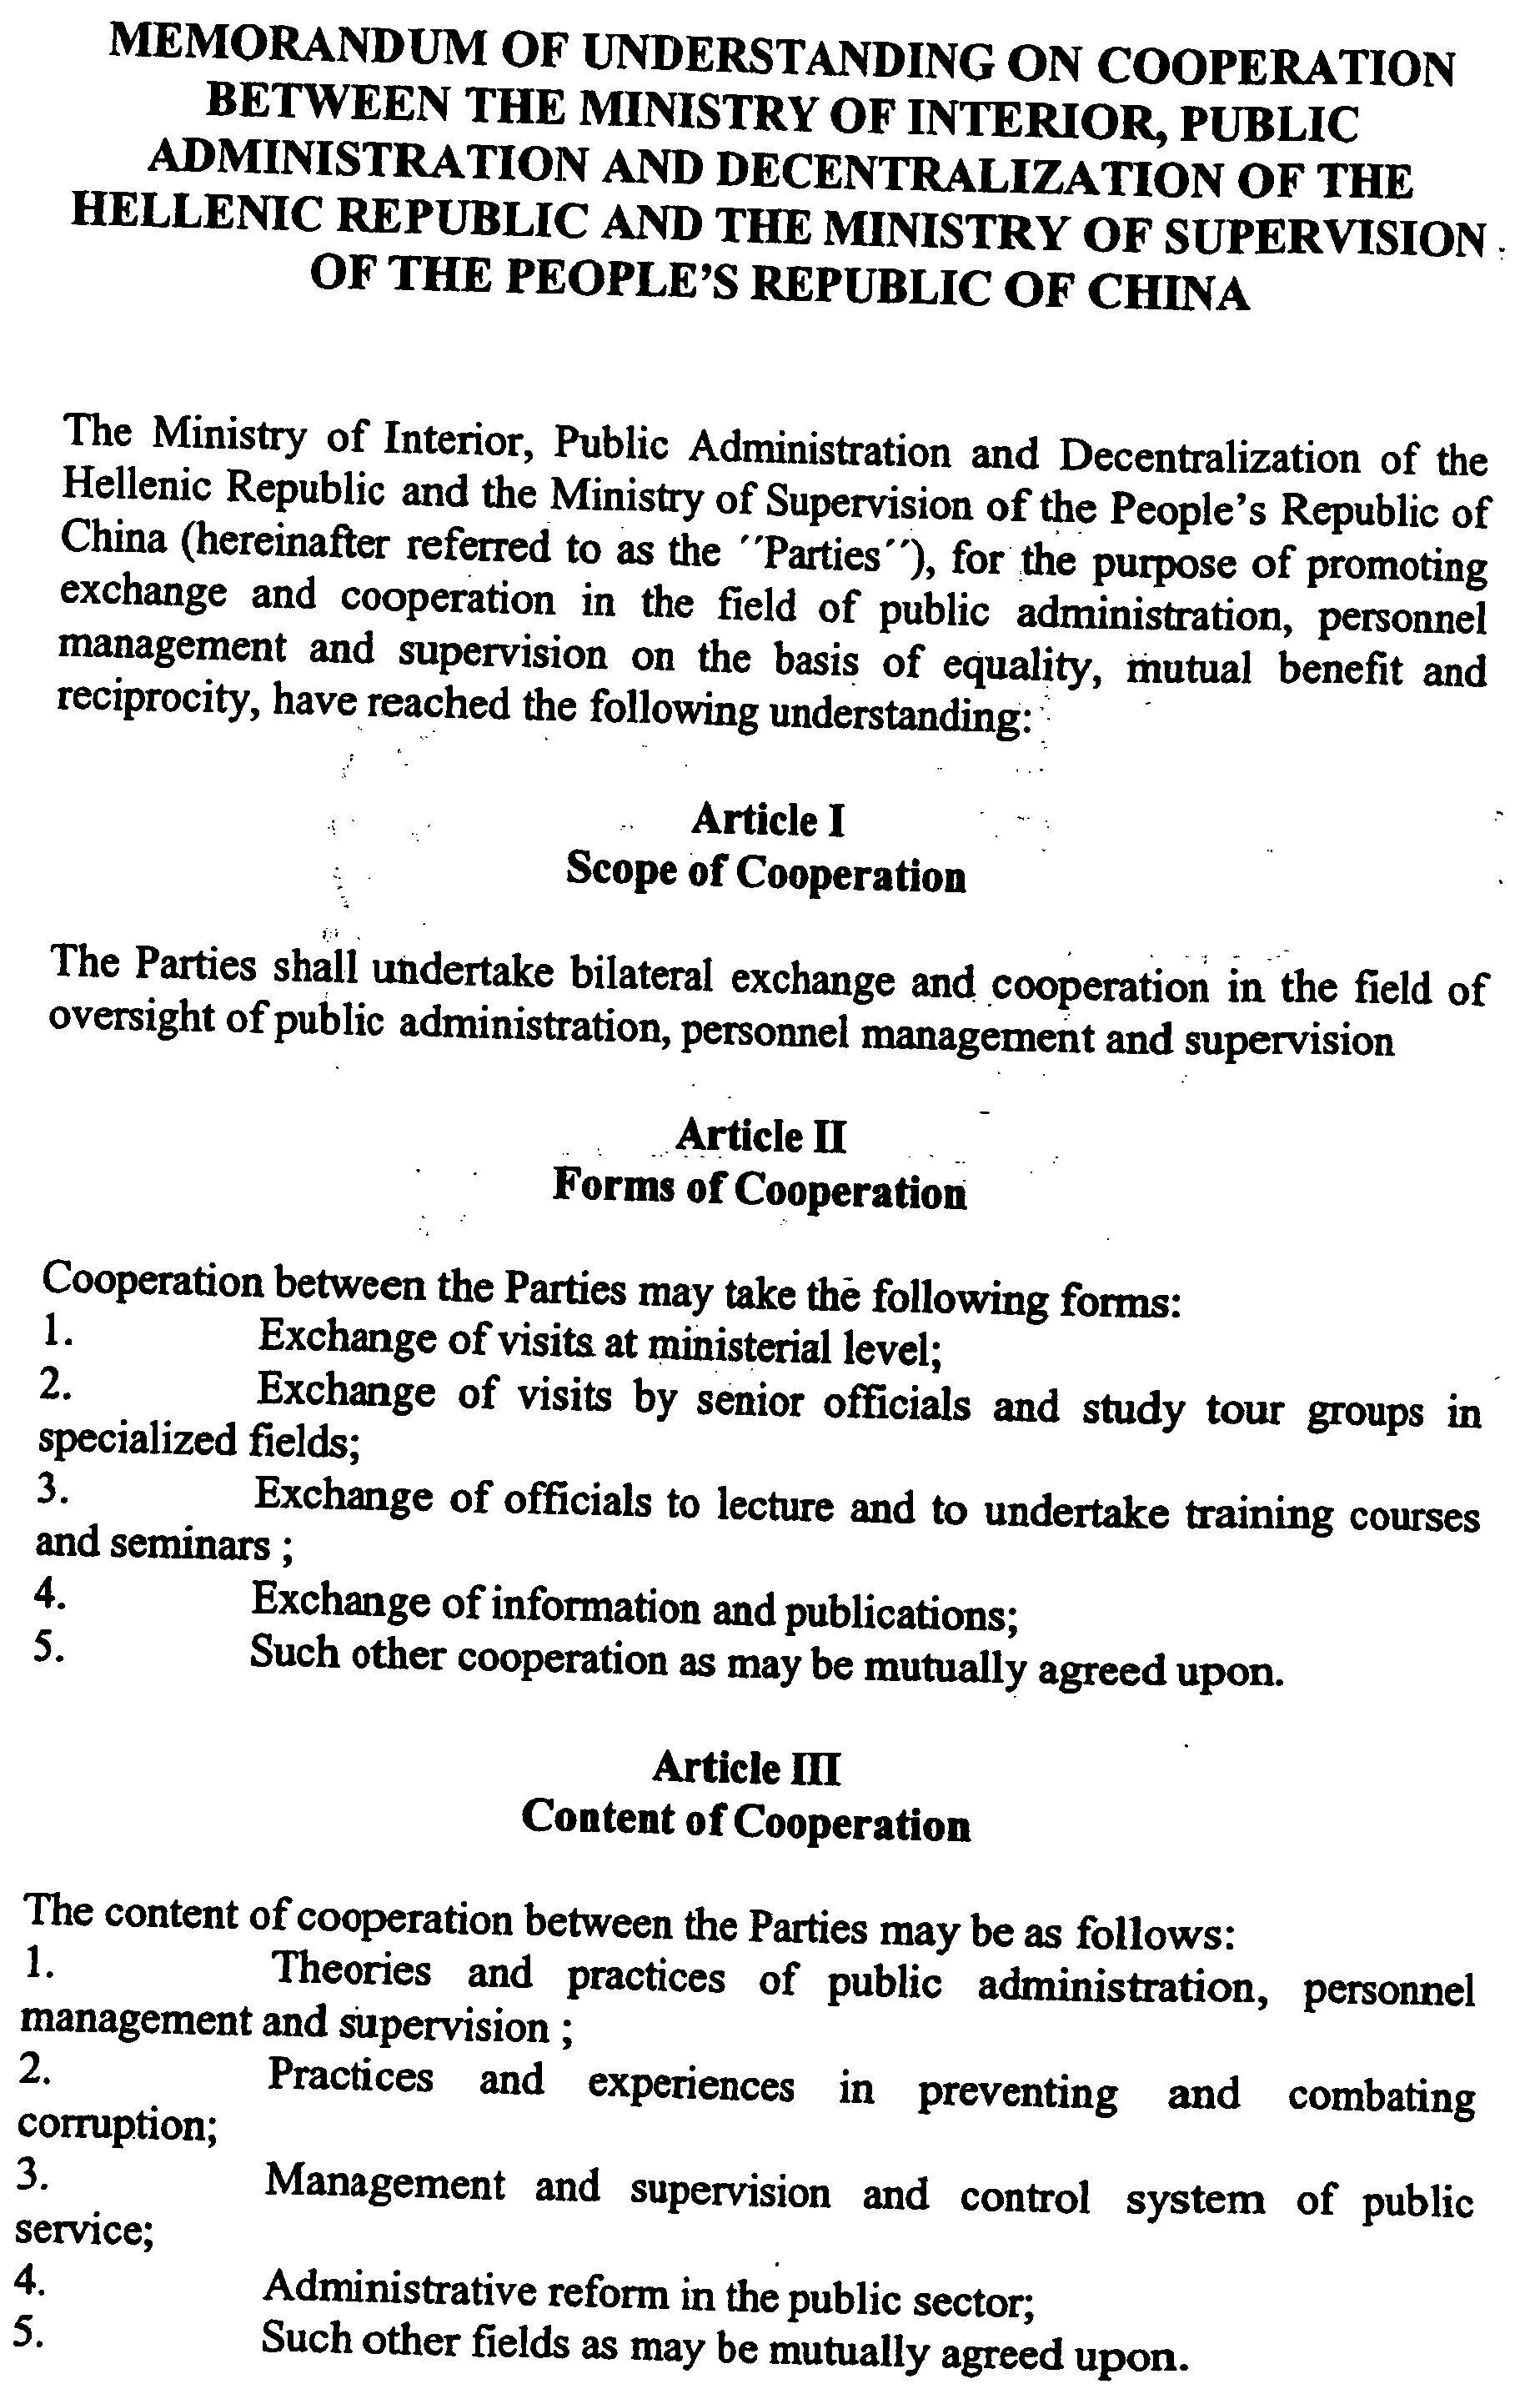 MEMORANDUM OF UNDERSTANDING ON COOPERATION
BETWEEN THE MINISTRY OF INTERIOR, PUBLIC
ADMINISTRATION AND DECENTRALIZATION OF THE
HELLENIC REPUBLIC AND THE MINISTRY OF SUPERVISION
OF THE PEOPLE'S REPUBLIC OF CHINA
The Ministry of Interior, Public Administration and Decentralization of the
Hellenic Republic and the Ministry of Supervision of the People's Republic of
China (hereinafter referred to as the ''Parties''), for the purpose of promoting
exchange and cooperation in the field of public administration, personnel
management and supervision on the basis of equality, mutual benefit and
reciprocity, have reached the following understanding:
Article I
Scope of Cooperation
The Parties shall undertake bilateral exchange and cooperation in the field of
oversight of public administration, personnel management and supervision
Article II
Forms of Cooperation
Cooperation between the Parties may take the following forms:
1. Exchange of visits at ministerial level;
2. Exchange of visits by senior officials and study tour groups in
specialized fields;
3. Exchange of officials to lecture and to undertake training courses
and seminars ;
4. Exchange of information and publications;
5. Such other cooperation as may be mutually agreed upon.
Article III
Content of Cooperation
The content of cooperation between the Parties may be as follows:
1. Theories and practices of public administration, personnel
management and supervision ;
2. Practices and experiences in preventing and combating
corruption;
3. Management and supervision and control system of public
service;
4. Administrative reform in the public sector;
5. Such other fields as may be mutually agreed upon.